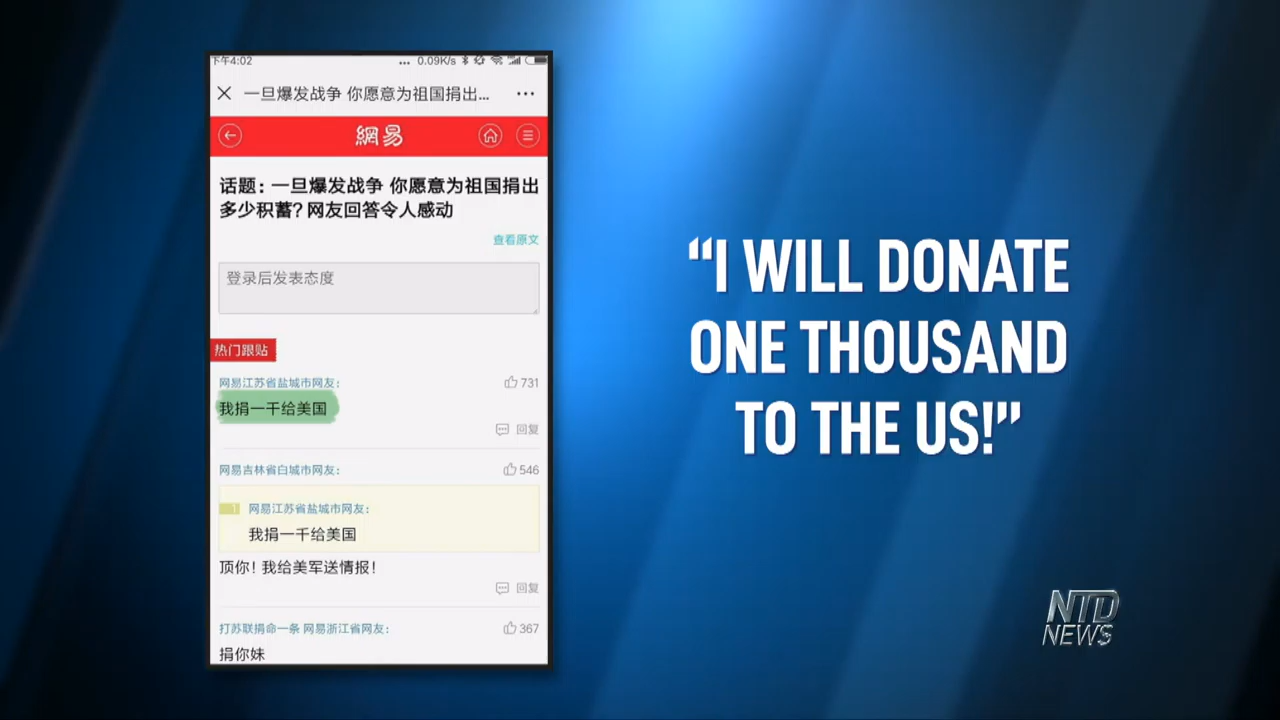 下午4:02
... 0.09K/s
一旦爆发战争 你愿意为祖国捐出...
網易
话题：一旦爆发战争 你愿意为祖国捐出
多少积蓄？网友回答令人感动
查看原文
登录后发表态度
热门跟贴
网易江苏省盐城市网友：
731
我捐一千给美国
回复
网易吉林省白城市网友：
546
1
网易江苏省盐城市网友：
我捐一千给美国
顶你！我给美军送情报！
回复
打苏联捐命一条 网易浙江省网友：
367
捐你妹
“I WILL DONATE
ONE THOUSAND
TO THE US!”
NTD
NEWS